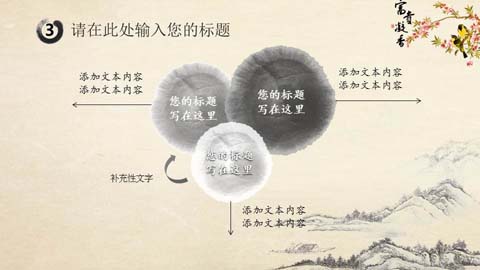 3 请在此处输入您的标题
富贵凝香
添加文本内容
添加文本内容
您的标题
写在这里
您的标题
写在这里
添加文本内容
添加文本内容
您的标题
写在这里
补充性文字
添加文本内容
添加文本内容